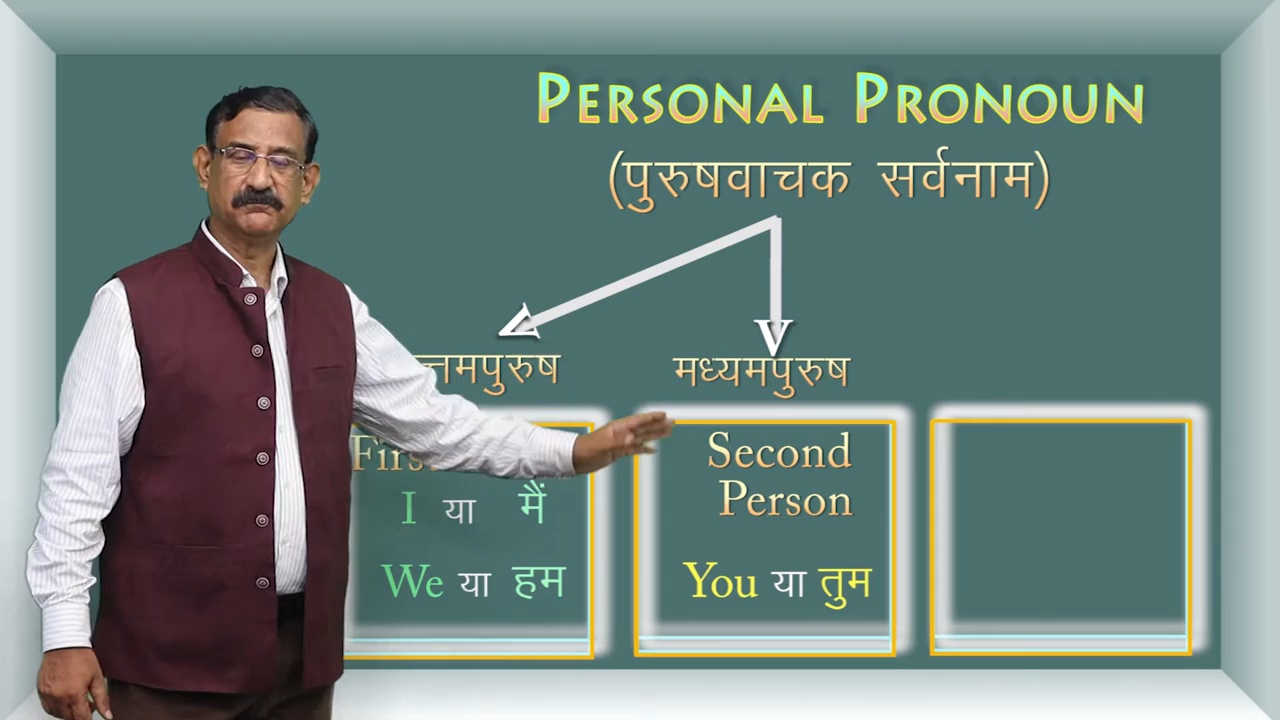 PERSONAL PRONOUN
(पुरुषवाचक सर्वनाम)
मध्यमपुरुष
I या मैं
We या हम
Second
Person
You या तुम